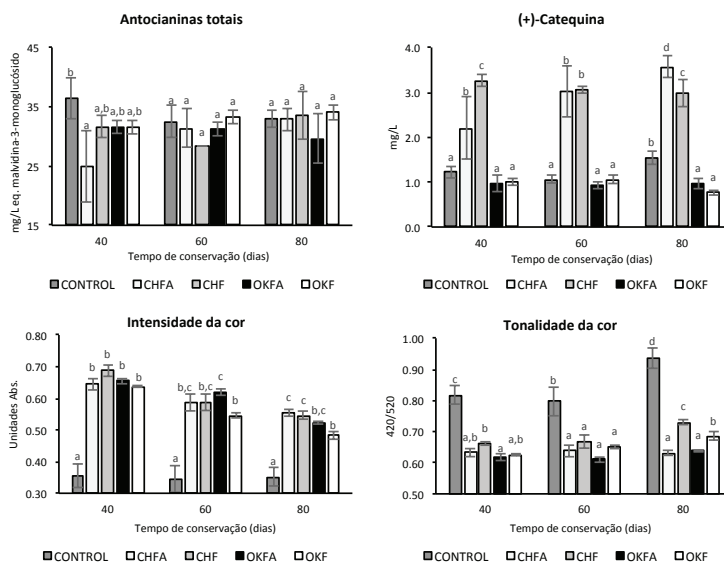 Antocianinas totais
mg/L eq. malvidina-3-monoglucósido
45
35
25
15
b
a
a,b
a,b
a,b
a
a
a
a
a
a
a
a
a
a
40
60
80
Tempo de conservação (dias)
CONTROL CHFA CHF OKFA OKF
(+)-Catequina
mg/L
4.0
3.0
2.0
1.0
0.0
a
b
c
a
a
a
b
b
a
a
b
d
c
a
a
40
60
80
Tempo de conservação (dias)
CONTROL CHFA CHF OKFA OKF
Intensidade da cor
Unidades Abs.
0.80
0.70
0.60
0.50
0.40
0.30
a
b
b
b
b
a
b,c
b,c
c
b
a
c
c
b,c
b
40
60
80
Tempo de conservação (dias)
CONTROL CHFA CHF OKFA OKF
Tonalidade da cor
420/520
1.00
0.90
0.80
0.70
0.60
0.50
c
a,b
b
a
a,b
b
a
a
a
a
d
a
c
a
b
40
60
80
Tempo de conservação (dias)
CONTROL CHFA CHF OKFA OKF